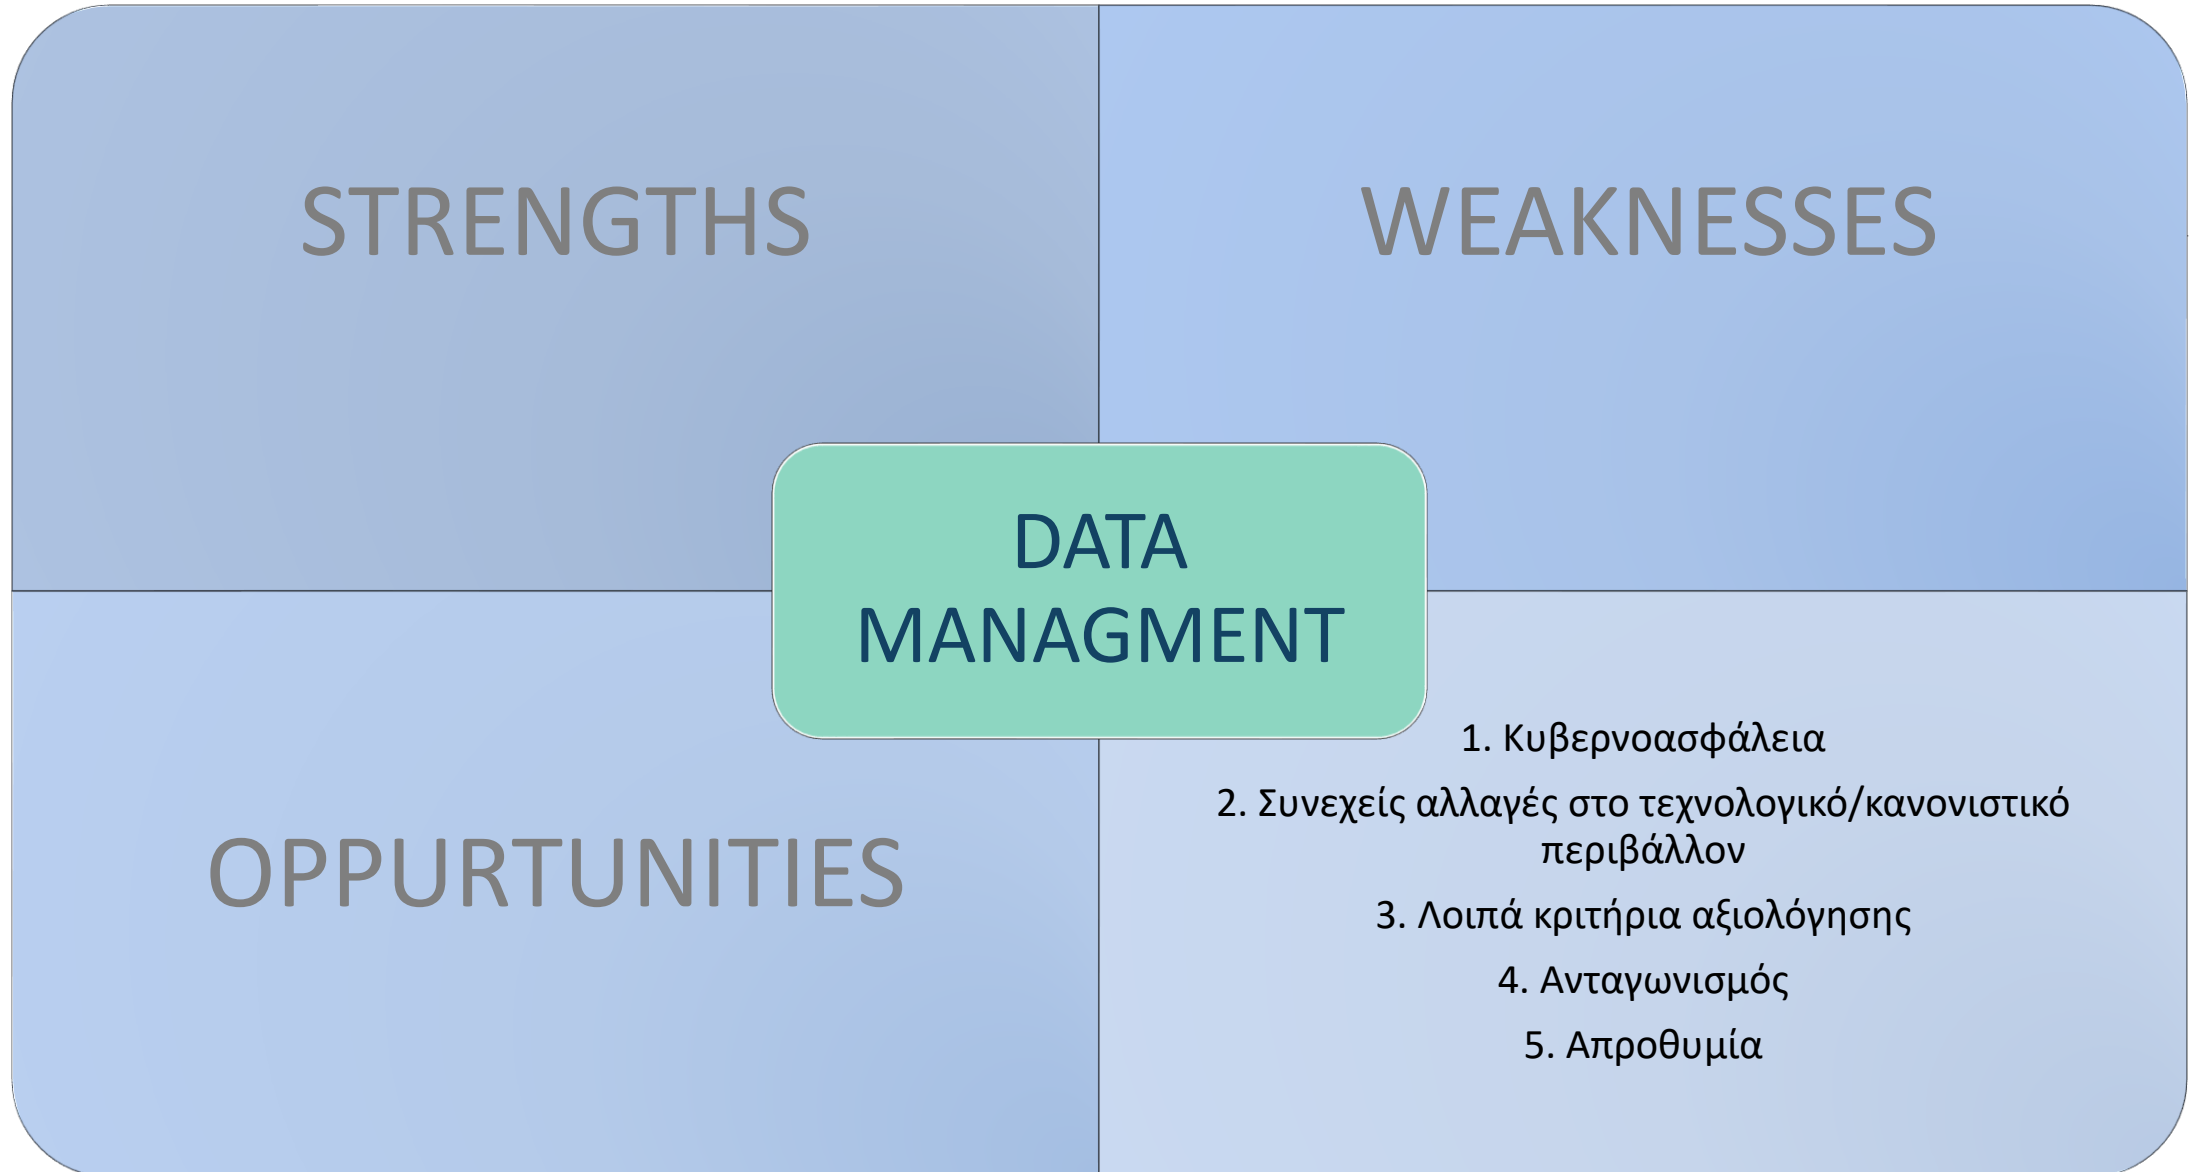 STRENGTHS
WEAKNESSES
DATA
MANAGMENT
OPPURTUNITIES
1. Κυβερνοασφάλεια
2. Συνεχείς αλλαγές στο τεχνολογικό/κανονιστικό
περιβάλλον
3. Λοιπά κριτήρια αξιολόγησης
4. Ανταγωνισμός
5. Απροθυμία